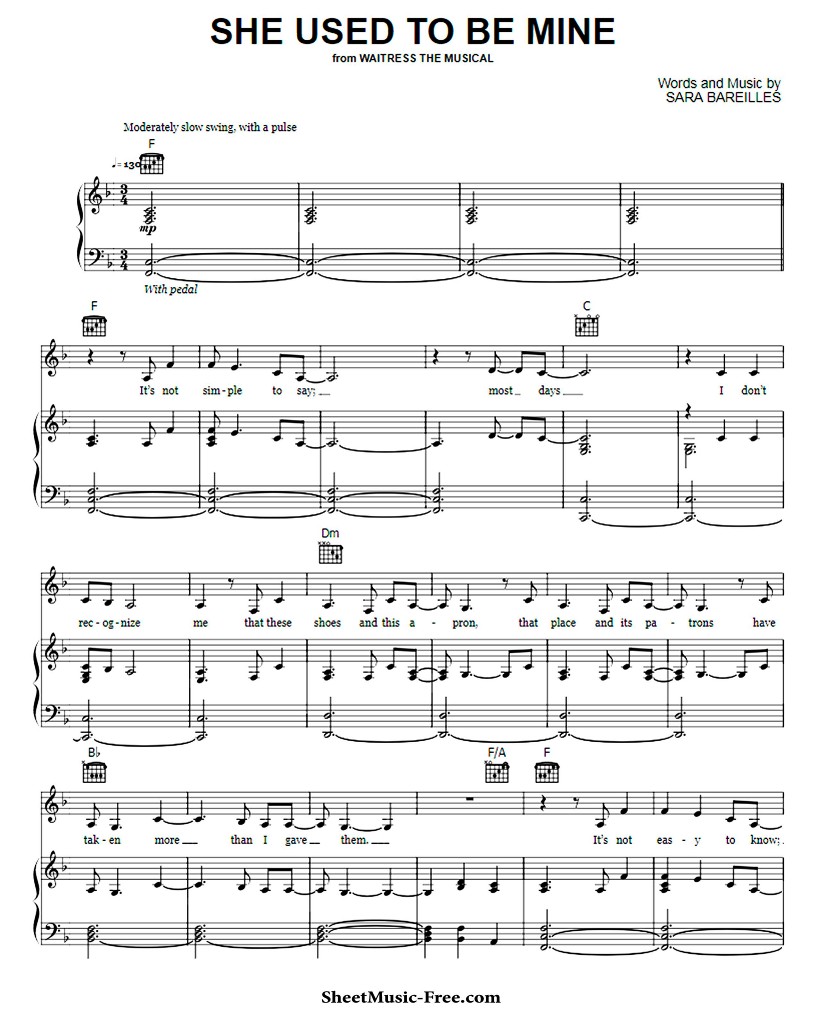 SHE USED TO BE MINE
from WAITRESS THE MUSICAL
Words and Music by
SARA BAREILLES
Moderately slow swing, with a pulse
F
♩=130
3 4
mp
3 4
With pedal
F C
It's not sim-ple to say; most days I don't
Dm
rec-og-nize me that these shoes and this a-pron, that place and its pa-trons have
B♭ F/A F
tak-en more than I gave them. It's not eas-y to know;
SheetMusic-Free.com